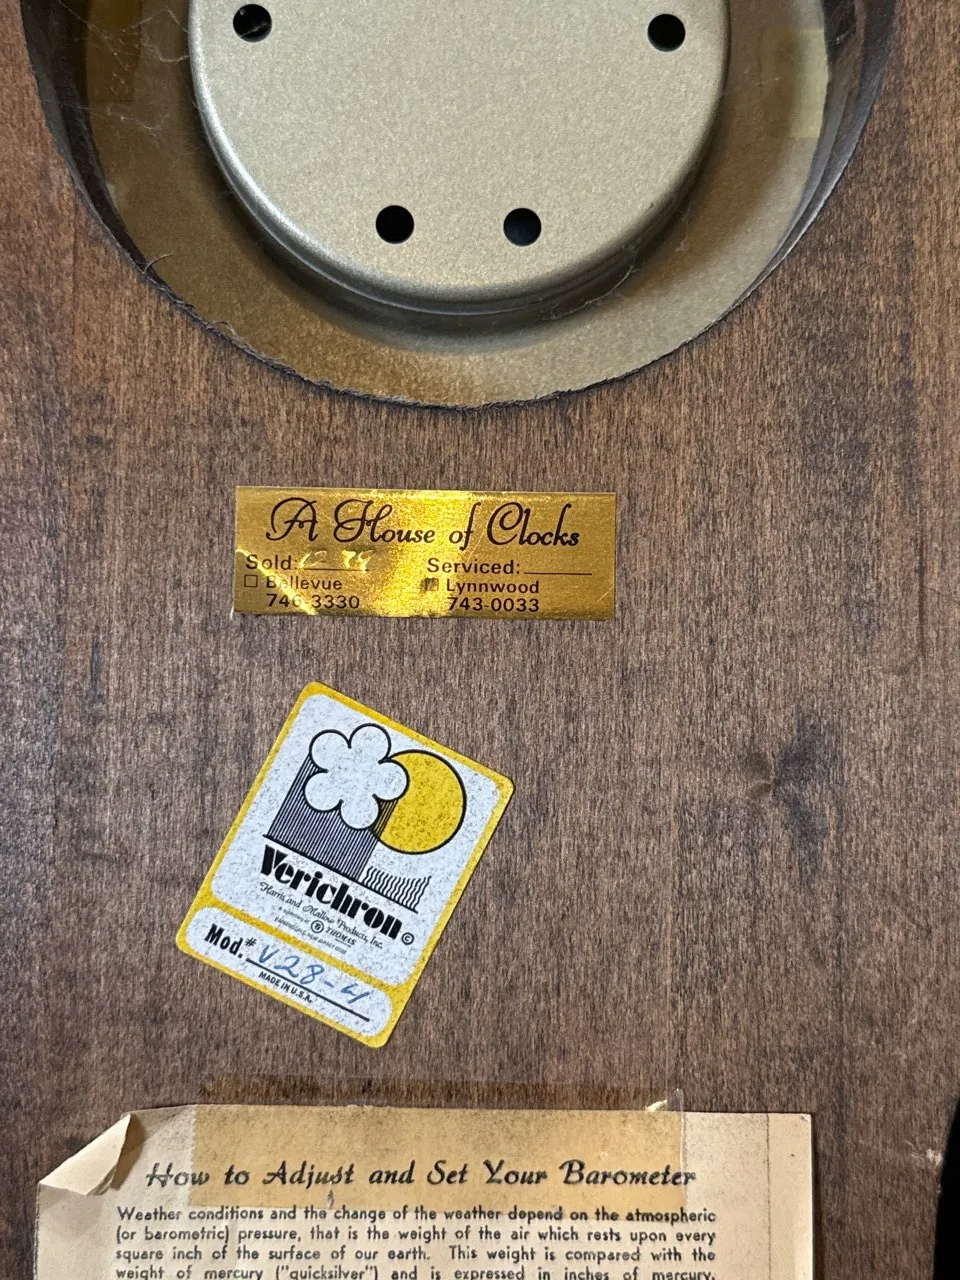 A House of Clocks
Sold: 12 79 Serviced:
Bellevue Lynnwood
746-3330 743-0033
Verichron ©
Harris and Mallow Products, Inc.
THOMAS
Mod.# V28-4
MADE IN U.S.A.
How to Adjust and Set Your Barometer
Weather conditions and the change of the weather depend on the atmospheric
(or barometric) pressure, that is the weight of the air which rests upon every
square inch of the surface of our earth. This weight is compared with the
weight of mercury ("quicksilver") and is expressed in inches of mercury.